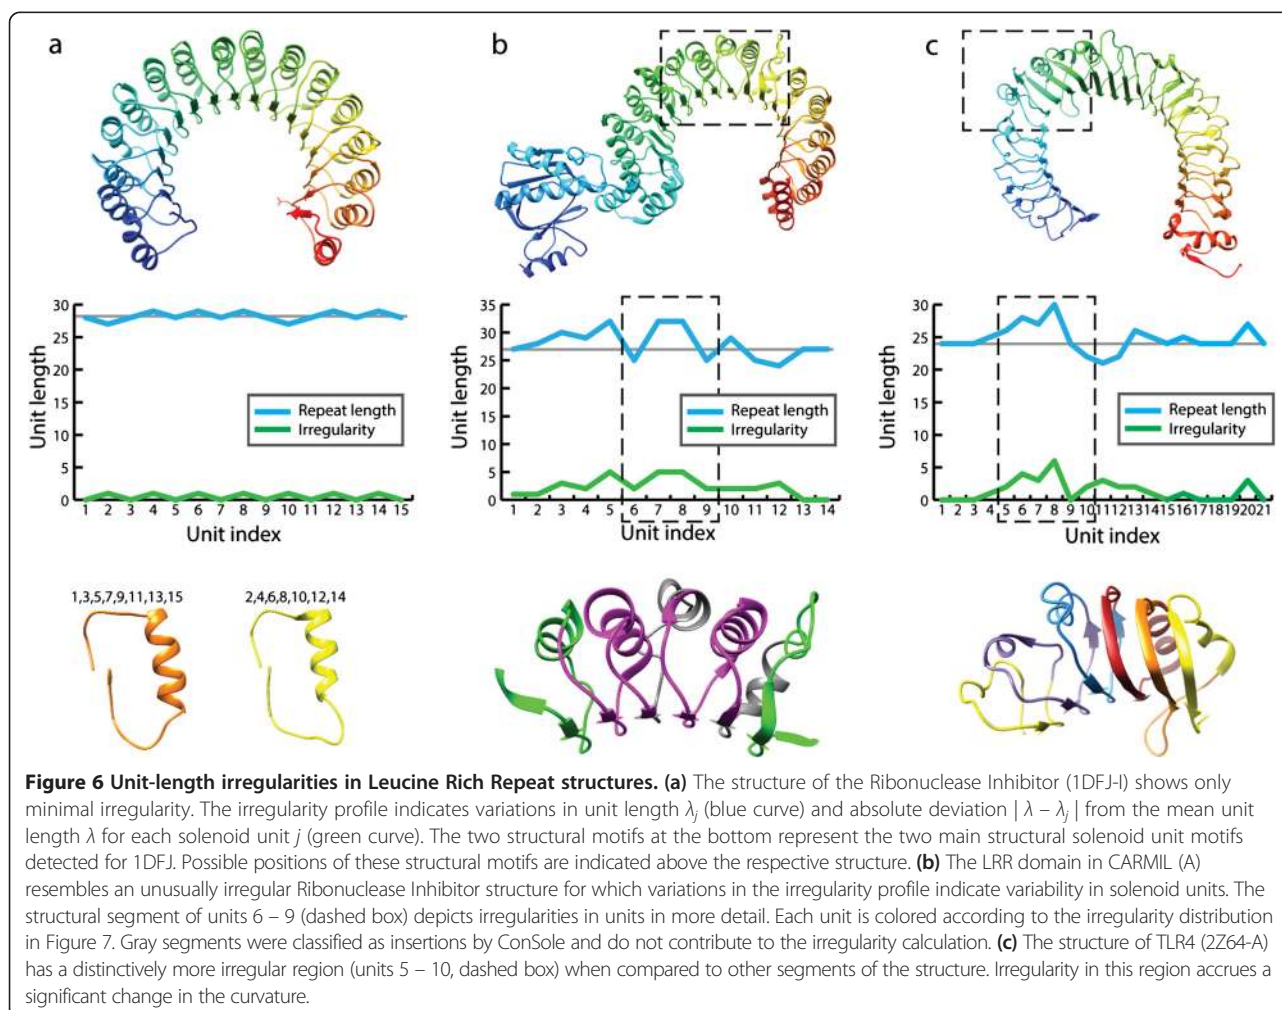 a
b
c
30
25
20
15
10
5
0
Unit length
Repeat length
Irregularity
1 2 3 4 5 6 7 8 9 10 11 12 13 14 15
Unit index
35
30
25
20
15
10
5
0
Unit length
Repeat length
Irregularity
1 2 3 4 5 6 7 8 9 10 11 12 13 14
Unit index
30
25
20
15
10
5
0
Unit length
Repeat length
Irregularity
1 2 3 4 5 6 7 8 9 10 11 12 13 14 15 16 17 18 19 20 21
Unit index
1,3,5,7,9,11,13,15
2,4,6,8,10,12,14
Figure 6 Unit-length irregularities in Leucine Rich Repeat structures. (a) The structure of the Ribonuclease Inhibitor (1DFJ-I) shows only
minimal irregularity. The irregularity profile indicates variations in unit length λj (blue curve) and absolute deviation | λ – λj | from the mean unit
length λ for each solenoid unit j (green curve). The two structural motifs at the bottom represent the two main structural solenoid unit motifs
detected for 1DFJ. Possible positions of these structural motifs are indicated above the respective structure. (b) The LRR domain in CARMIL (A)
resembles an unusually irregular Ribonuclease Inhibitor structure for which variations in the irregularity profile indicate variability in solenoid units. The
structural segment of units 6 – 9 (dashed box) depicts irregularities in units in more detail. Each unit is colored according to the irregularity distribution
in Figure 7. Gray segments were classified as insertions by ConSole and do not contribute to the irregularity calculation. (c) The structure of TLR4 (2Z64-A)
has a distinctively more irregular region (units 5 – 10, dashed box) when compared to other segments of the structure. Irregularity in this region accrues a
significant change in the curvature.